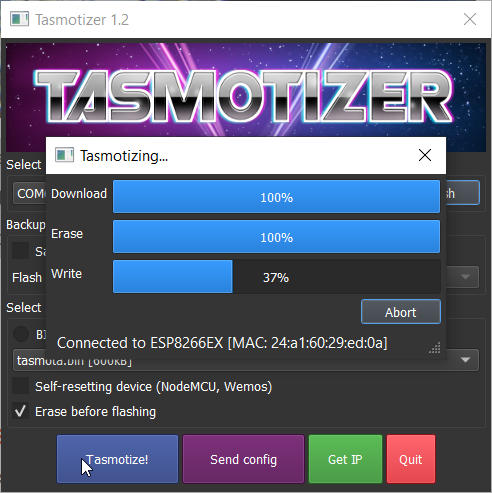 Tasmotizer 1.2
TASMOTIZER
Select
COM
sh
Tasmotizing...
Download
100%
Erase
100%
Write
37%
Abort
Connected to ESP8266EX [MAC: 24:a1:60:29:ed:0a]
Backup
Sa
Flash
Select
BI
tasmota.bin [600kB]
Self-resetting device (NodeMCU, Wemos)
Erase before flashing
Tasmotize!
Send config
Get IP
Quit